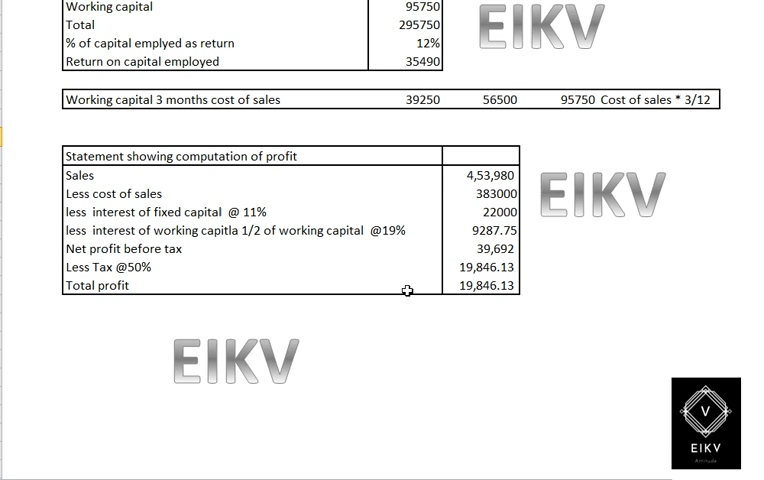 Working capital 95750
Total 295750
% of capital emplyed as return 12%
Return on capital employed 35490
EIKV
Working capital 3 months cost of sales 39250 56500 95750 Cost of sales * 3/12
Statement showing computation of profit
Sales 4,53,980
Less cost of sales 383000
less interest of fixed capital @ 11% 22000
less interest of working capitla 1/2 of working capital @19% 9287.75
Net profit before tax 39,692
Less Tax @50% 19,846.13
Total profit 19,846.13
EIKV
EIKV
V
EIKV